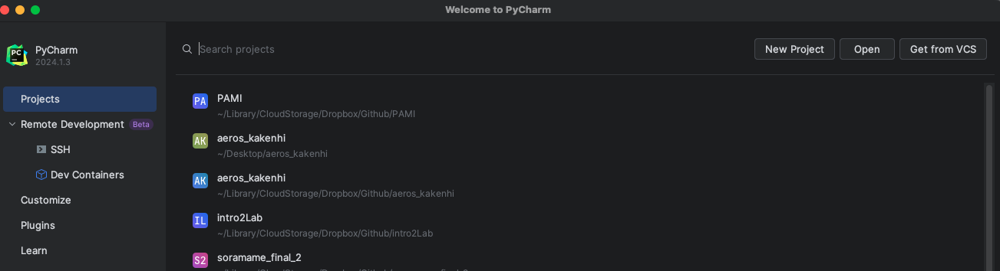 Welcome to PyCharm
PC
PyCharm
2024.1.3
Search projects
New Project
Open
Get from VCS
Projects
Remote Development Beta
SSH
Dev Containers
Customize
Plugins
Learn
PA
PAMI
~/Library/CloudStorage/Dropbox/Github/PAMI
AK
aeros_kakenhi
~/Desktop/aeros_kakenhi
AK
aeros_kakenhi
~/Library/CloudStorage/Dropbox/Github/aeros_kakenhi
IL
intro2Lab
~/Library/CloudStorage/Dropbox/Github/intro2Lab
S2
soramame_final_2